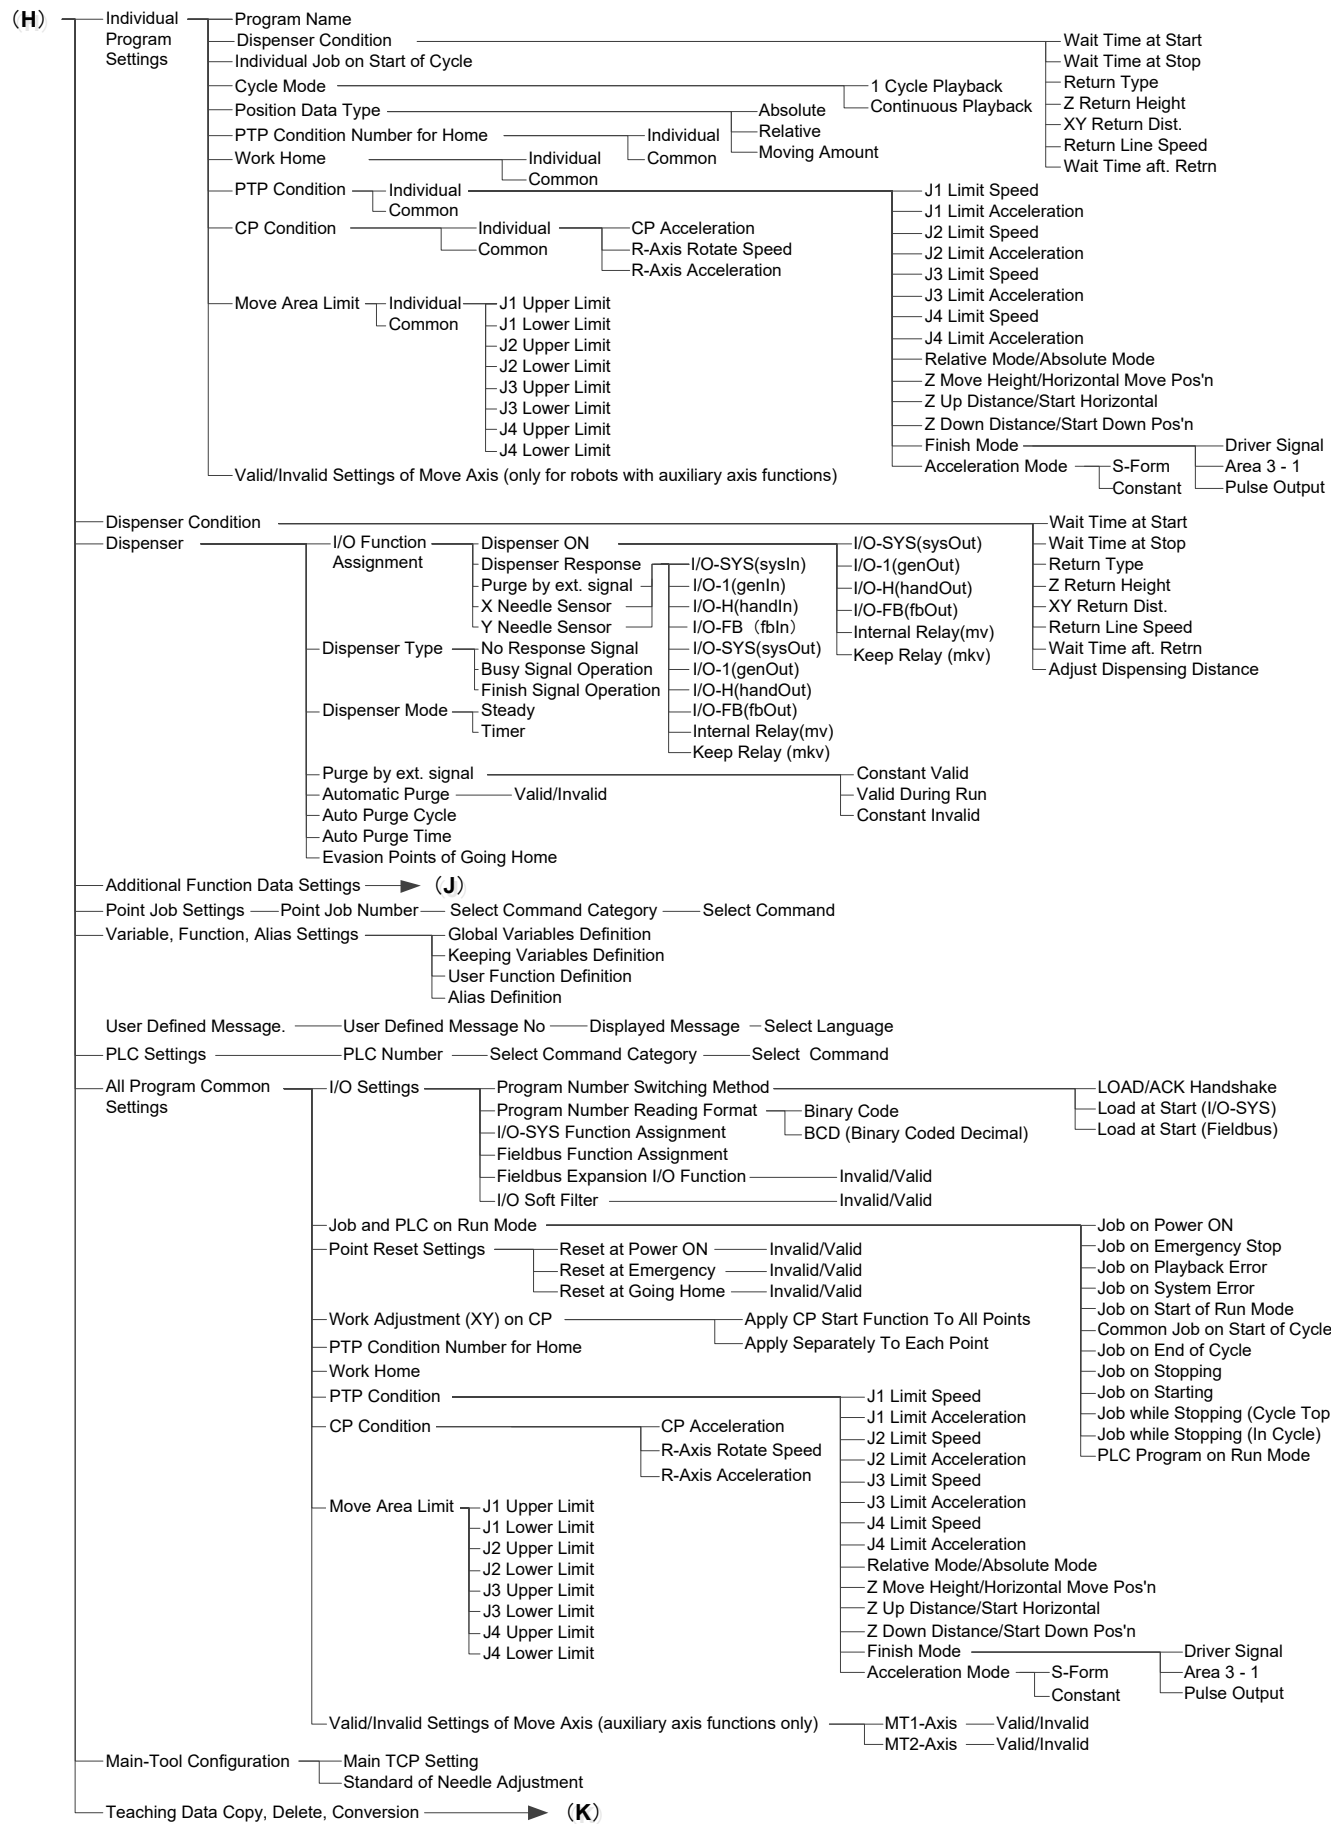 (H)
Individual
Program
Settings
Program Name
Dispenser Condition
Wait Time at Start
Wait Time at Stop
Return Type
Z Return Height
XY Return Dist.
Return Line Speed
Wait Time aft. Retrn
Individual Job on Start of Cycle
Cycle Mode
1 Cycle Playback
Continuous Playback
Position Data Type
Absolute
Relative
Moving Amount
PTP Condition Number for Home
Individual
Common
Work Home
Individual
Common
PTP Condition
Individual
Common
J1 Limit Speed
J1 Limit Acceleration
J2 Limit Speed
J2 Limit Acceleration
J3 Limit Speed
J3 Limit Acceleration
J4 Limit Speed
J4 Limit Acceleration
Relative Mode/Absolute Mode
Z Move Height/Horizontal Move Pos'n
Z Up Distance/Start Horizontal
Z Down Distance/Start Down Pos'n
Finish Mode
Driver Signal
Area 3 - 1
Pulse Output
Acceleration Mode
S-Form
Constant
CP Condition
Individual
Common
CP Acceleration
R-Axis Rotate Speed
R-Axis Acceleration
Move Area Limit
Individual
Common
J1 Upper Limit
J1 Lower Limit
J2 Upper Limit
J2 Lower Limit
J3 Upper Limit
J3 Lower Limit
J4 Upper Limit
J4 Lower Limit
Valid/Invalid Settings of Move Axis (only for robots with auxiliary axis functions)
Dispenser Condition
Wait Time at Start
Wait Time at Stop
Return Type
Z Return Height
XY Return Dist.
Return Line Speed
Wait Time aft. Retrn
Adjust Dispensing Distance
Dispenser
I/O Function
Assignment
Dispenser ON
I/O-SYS(sysOut)
I/O-1(genOut)
I/O-H(handOut)
I/O-FB(fbOut)
Internal Relay(mv)
Keep Relay (mkv)
Dispenser Response
Purge by ext. signal
X Needle Sensor
Y Needle Sensor
I/O-SYS(sysIn)
I/O-1(genIn)
I/O-H(handIn)
I/O-FB（fbIn）
I/O-SYS(sysOut)
I/O-1(genOut)
I/O-H(handOut)
I/O-FB(fbOut)
Internal Relay(mv)
Keep Relay (mkv)
Dispenser Type
No Response Signal
Busy Signal Operation
Finish Signal Operation
Dispenser Mode
Steady
Timer
Purge by ext. signal
Constant Valid
Valid During Run
Constant Invalid
Automatic Purge
Valid/Invalid
Auto Purge Cycle
Auto Purge Time
Evasion Points of Going Home
Additional Function Data Settings
(J)
Point Job Settings
Point Job Number
Select Command Category
Select Command
Variable, Function, Alias Settings
Global Variables Definition
Keeping Variables Definition
User Function Definition
Alias Definition
User Defined Message.
User Defined Message No
Displayed Message
Select Language
PLC Settings
PLC Number
Select Command Category
Select Command
All Program Common
Settings
I/O Settings
Program Number Switching Method
LOAD/ACK Handshake
Load at Start (I/O-SYS)
Load at Start (Fieldbus)
Program Number Reading Format
Binary Code
BCD (Binary Coded Decimal)
I/O-SYS Function Assignment
Fieldbus Function Assignment
Fieldbus Expansion I/O Function
Invalid/Valid
I/O Soft Filter
Invalid/Valid
Job and PLC on Run Mode
Job on Power ON
Job on Emergency Stop
Job on Playback Error
Job on System Error
Job on Start of Run Mode
Common Job on Start of Cycle
Job on End of Cycle
Job on Stopping
Job on Starting
Job while Stopping (Cycle Top
Job while Stopping (In Cycle)
PLC Program on Run Mode
Point Reset Settings
Reset at Power ON
Invalid/Valid
Reset at Emergency
Invalid/Valid
Reset at Going Home
Invalid/Valid
Work Adjustment (XY) on CP
Apply CP Start Function To All Points
Apply Separately To Each Point
PTP Condition Number for Home
Work Home
PTP Condition
J1 Limit Speed
J1 Limit Acceleration
J2 Limit Speed
J2 Limit Acceleration
J3 Limit Speed
J3 Limit Acceleration
J4 Limit Speed
J4 Limit Acceleration
Relative Mode/Absolute Mode
Z Move Height/Horizontal Move Pos'n
Z Up Distance/Start Horizontal
Z Down Distance/Start Down Pos'n
Finish Mode
Driver Signal
Area 3 - 1
Pulse Output
Acceleration Mode
S-Form
Constant
CP Condition
CP Acceleration
R-Axis Rotate Speed
R-Axis Acceleration
Move Area Limit
J1 Upper Limit
J1 Lower Limit
J2 Upper Limit
J2 Lower Limit
J3 Upper Limit
J3 Lower Limit
J4 Upper Limit
J4 Lower Limit
Valid/Invalid Settings of Move Axis (auxiliary axis functions only)
MT1-Axis
Valid/Invalid
MT2-Axis
Valid/Invalid
Main-Tool Configuration
Main TCP Setting
Standard of Needle Adjustment
Teaching Data Copy, Delete, Conversion
(K)